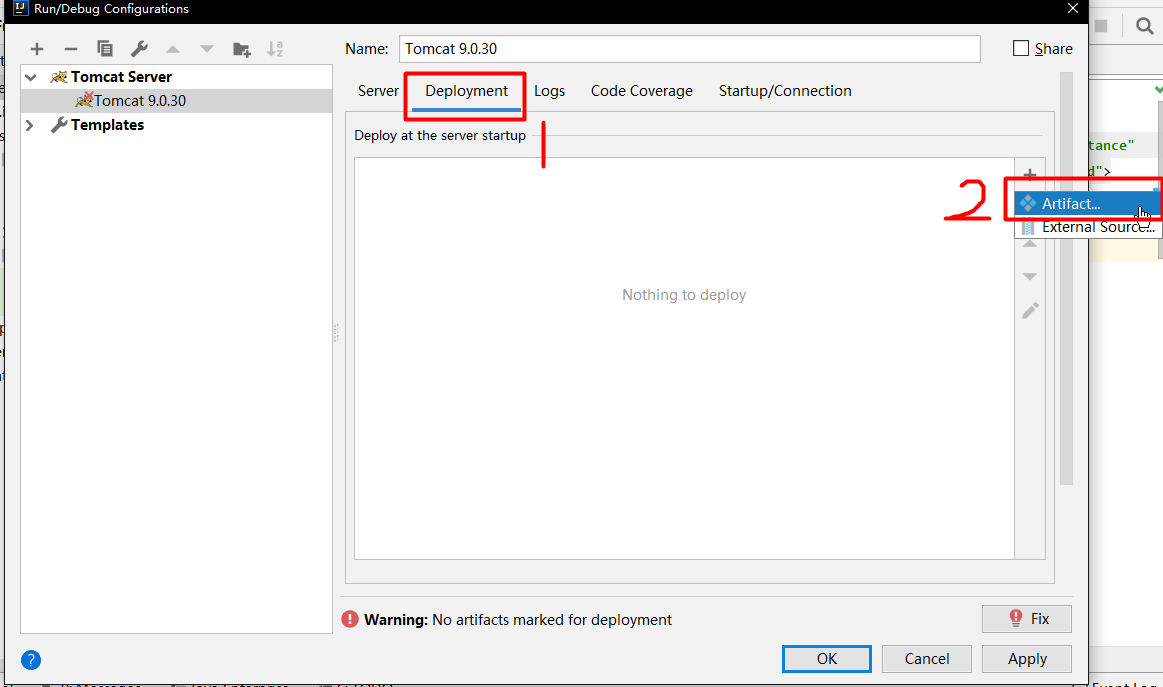 Run/Debug Configurations
Name: Tomcat 9.0.30 Share
Tomcat Server
Tomcat 9.0.30
Templates
Server Deployment Logs Code Coverage Startup/Connection
1
Deploy at the server startup
tance"
d">
2
Artifact...
External Source...
Nothing to deploy
Warning: No artifacts marked for deployment
Fix
OK Cancel Apply